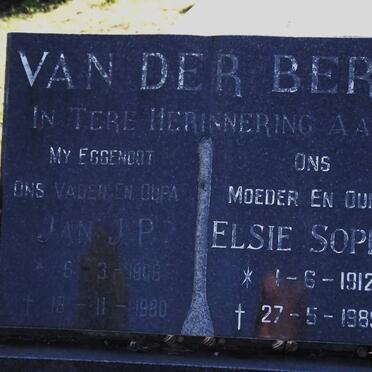 VAN DER BER
IN TERE HERINNERING AA
MY EGGENOOT
ONS VADER EN OUPA
JAN J.P.
* 6-3-1906
† 18-11-1980
ONS
MOEDER EN OU
ELSIE SOP
* 1-6-1912
† 27-5-198